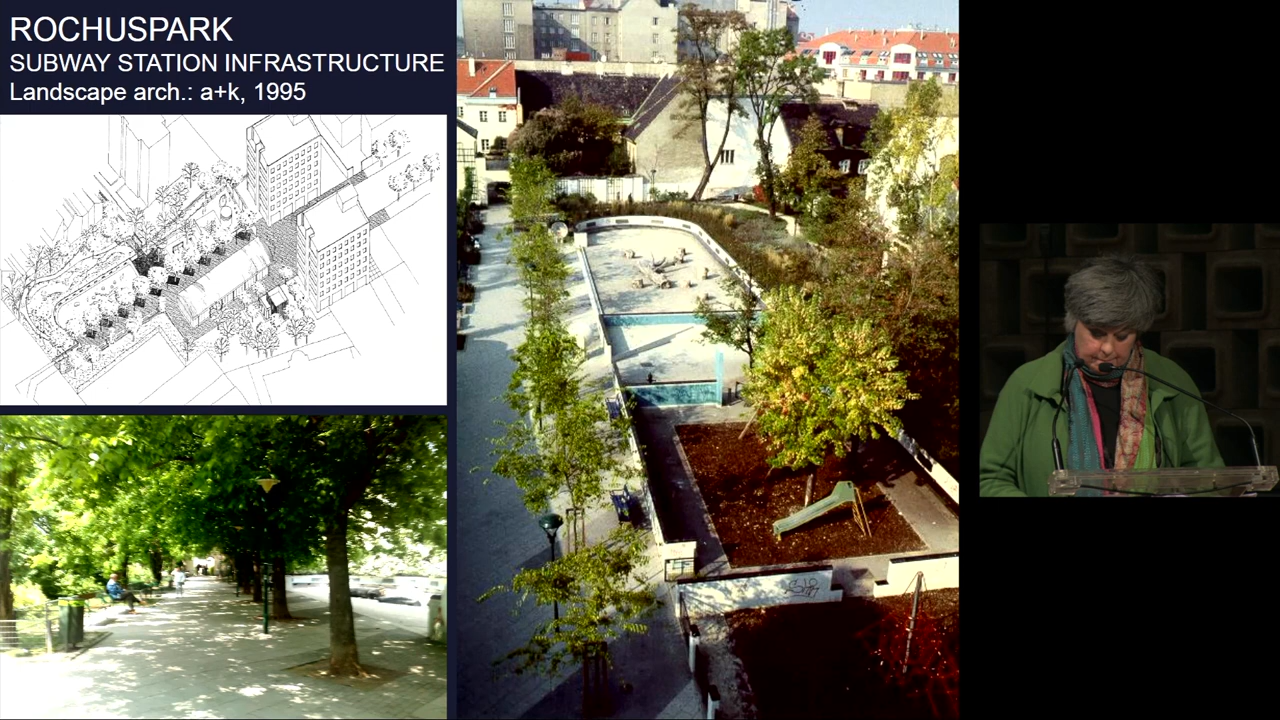 ROCHUSPARK
SUBWAY STATION INFRASTRUCTURE
Landscape arch.: a+k, 1995